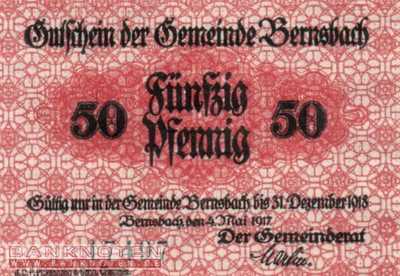 Gutschein der Gemeinde Bernsbach
50 Fünfzig Pfennig 50
Gültig nur in der Gemeinde Bernsbach bis 31. Dezember 1918
Bernsbach, den 4. Mai 1917
Der Gemeinderat
BANKNOTEN